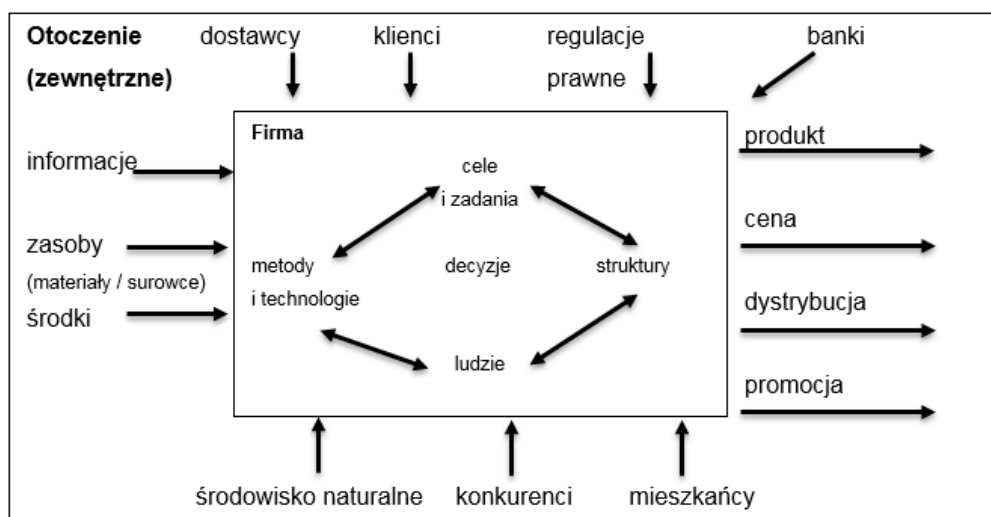 Otoczenie
(zewnętrzne)
dostawcy
klienci
regulacje
prawne
banki
informacje
zasoby
(materiały / surowce)
środki
Firma
cele
i zadania
metody
i technologie
decyzje
struktury
ludzie
produkt
cena
dystrybucja
promocja
środowisko naturalne
konkurenci
mieszkańcy